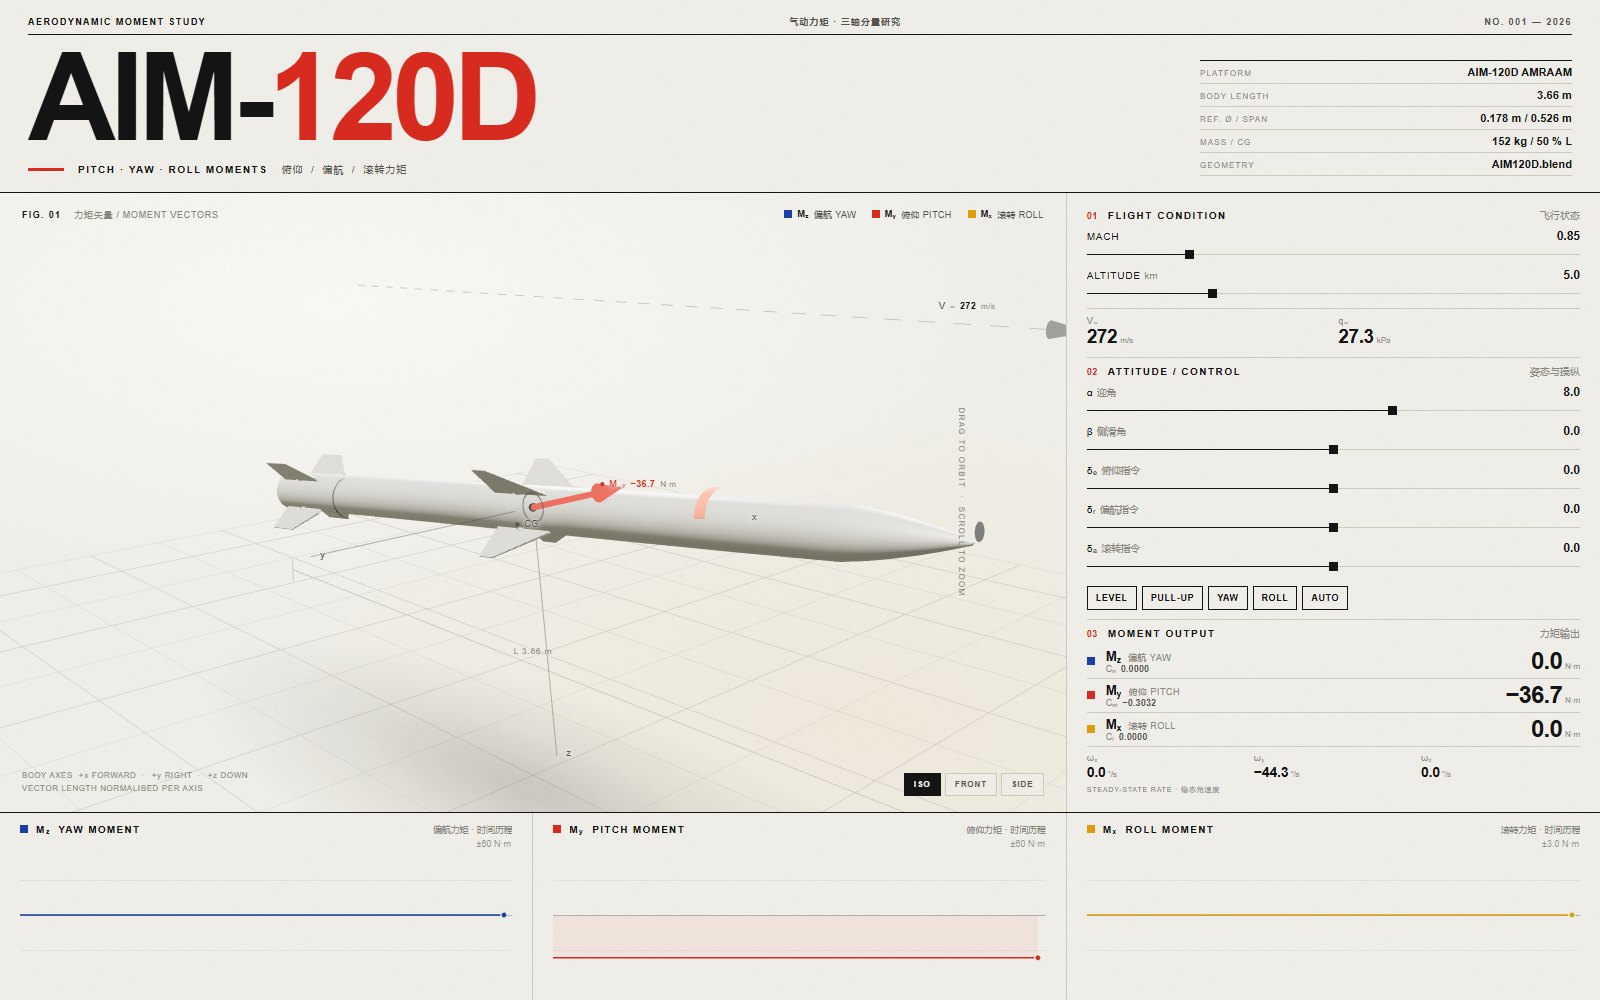 AERODYNAMIC MOMENT STUDY
气动力矩 · 三轴分量研究
NO. 001 — 2026
AIM-120D
PITCH · YAW · ROLL MOMENTS 俯仰 / 偏航 / 滚转力矩
PLATFORM AIM-120D AMRAAM
BODY LENGTH 3.66 m
REF. Ø / SPAN 0.178 m / 0.526 m
MASS / CG 152 kg / 50 % L
GEOMETRY AIM120D.blend
FIG. 01 力矩矢量 / MOMENT VECTORS
Mz 偏航 YAW My 俯仰 PITCH Mx 滚转 ROLL
V 272 m/s
DRAG TO ORBIT · SCROLL TO ZOOM
M y −36.7 N·m
CG
x
y
L 3.66 m
z
BODY AXES +x FORWARD · +y RIGHT · +z DOWN
VECTOR LENGTH NORMALISED PER AXIS
ISO FRONT SIDE
01 FLIGHT CONDITION 飞行状态
MACH 0.85
ALTITUDE km 5.0
V∞ q∞
272 m/s 27.3 kPa
02 ATTITUDE / CONTROL 姿态与操纵
α 迎角 8.0
β 侧滑角 0.0
δe 俯仰指令 0.0
δr 偏航指令 0.0
δa 滚转指令 0.0
LEVEL PULL-UP YAW ROLL AUTO
03 MOMENT OUTPUT 力矩输出
Mz 偏航 YAW 0.0 N·m
Cn 0.0000
My 俯仰 PITCH −36.7 N·m
Cm −0.3032
Mx 滚转 ROLL 0.0 N·m
Cl 0.0000
ωx ωy ωz
0.0 °/s −44.3 °/s 0.0 °/s
STEADY-STATE RATE · 稳态角速度
Mz YAW MOMENT 偏航力矩 · 时间历程
±60 N·m
My PITCH MOMENT 俯仰力矩 · 时间历程
±60 N·m
Mx ROLL MOMENT 滚转力矩 · 时间历程
±3.0 N·m